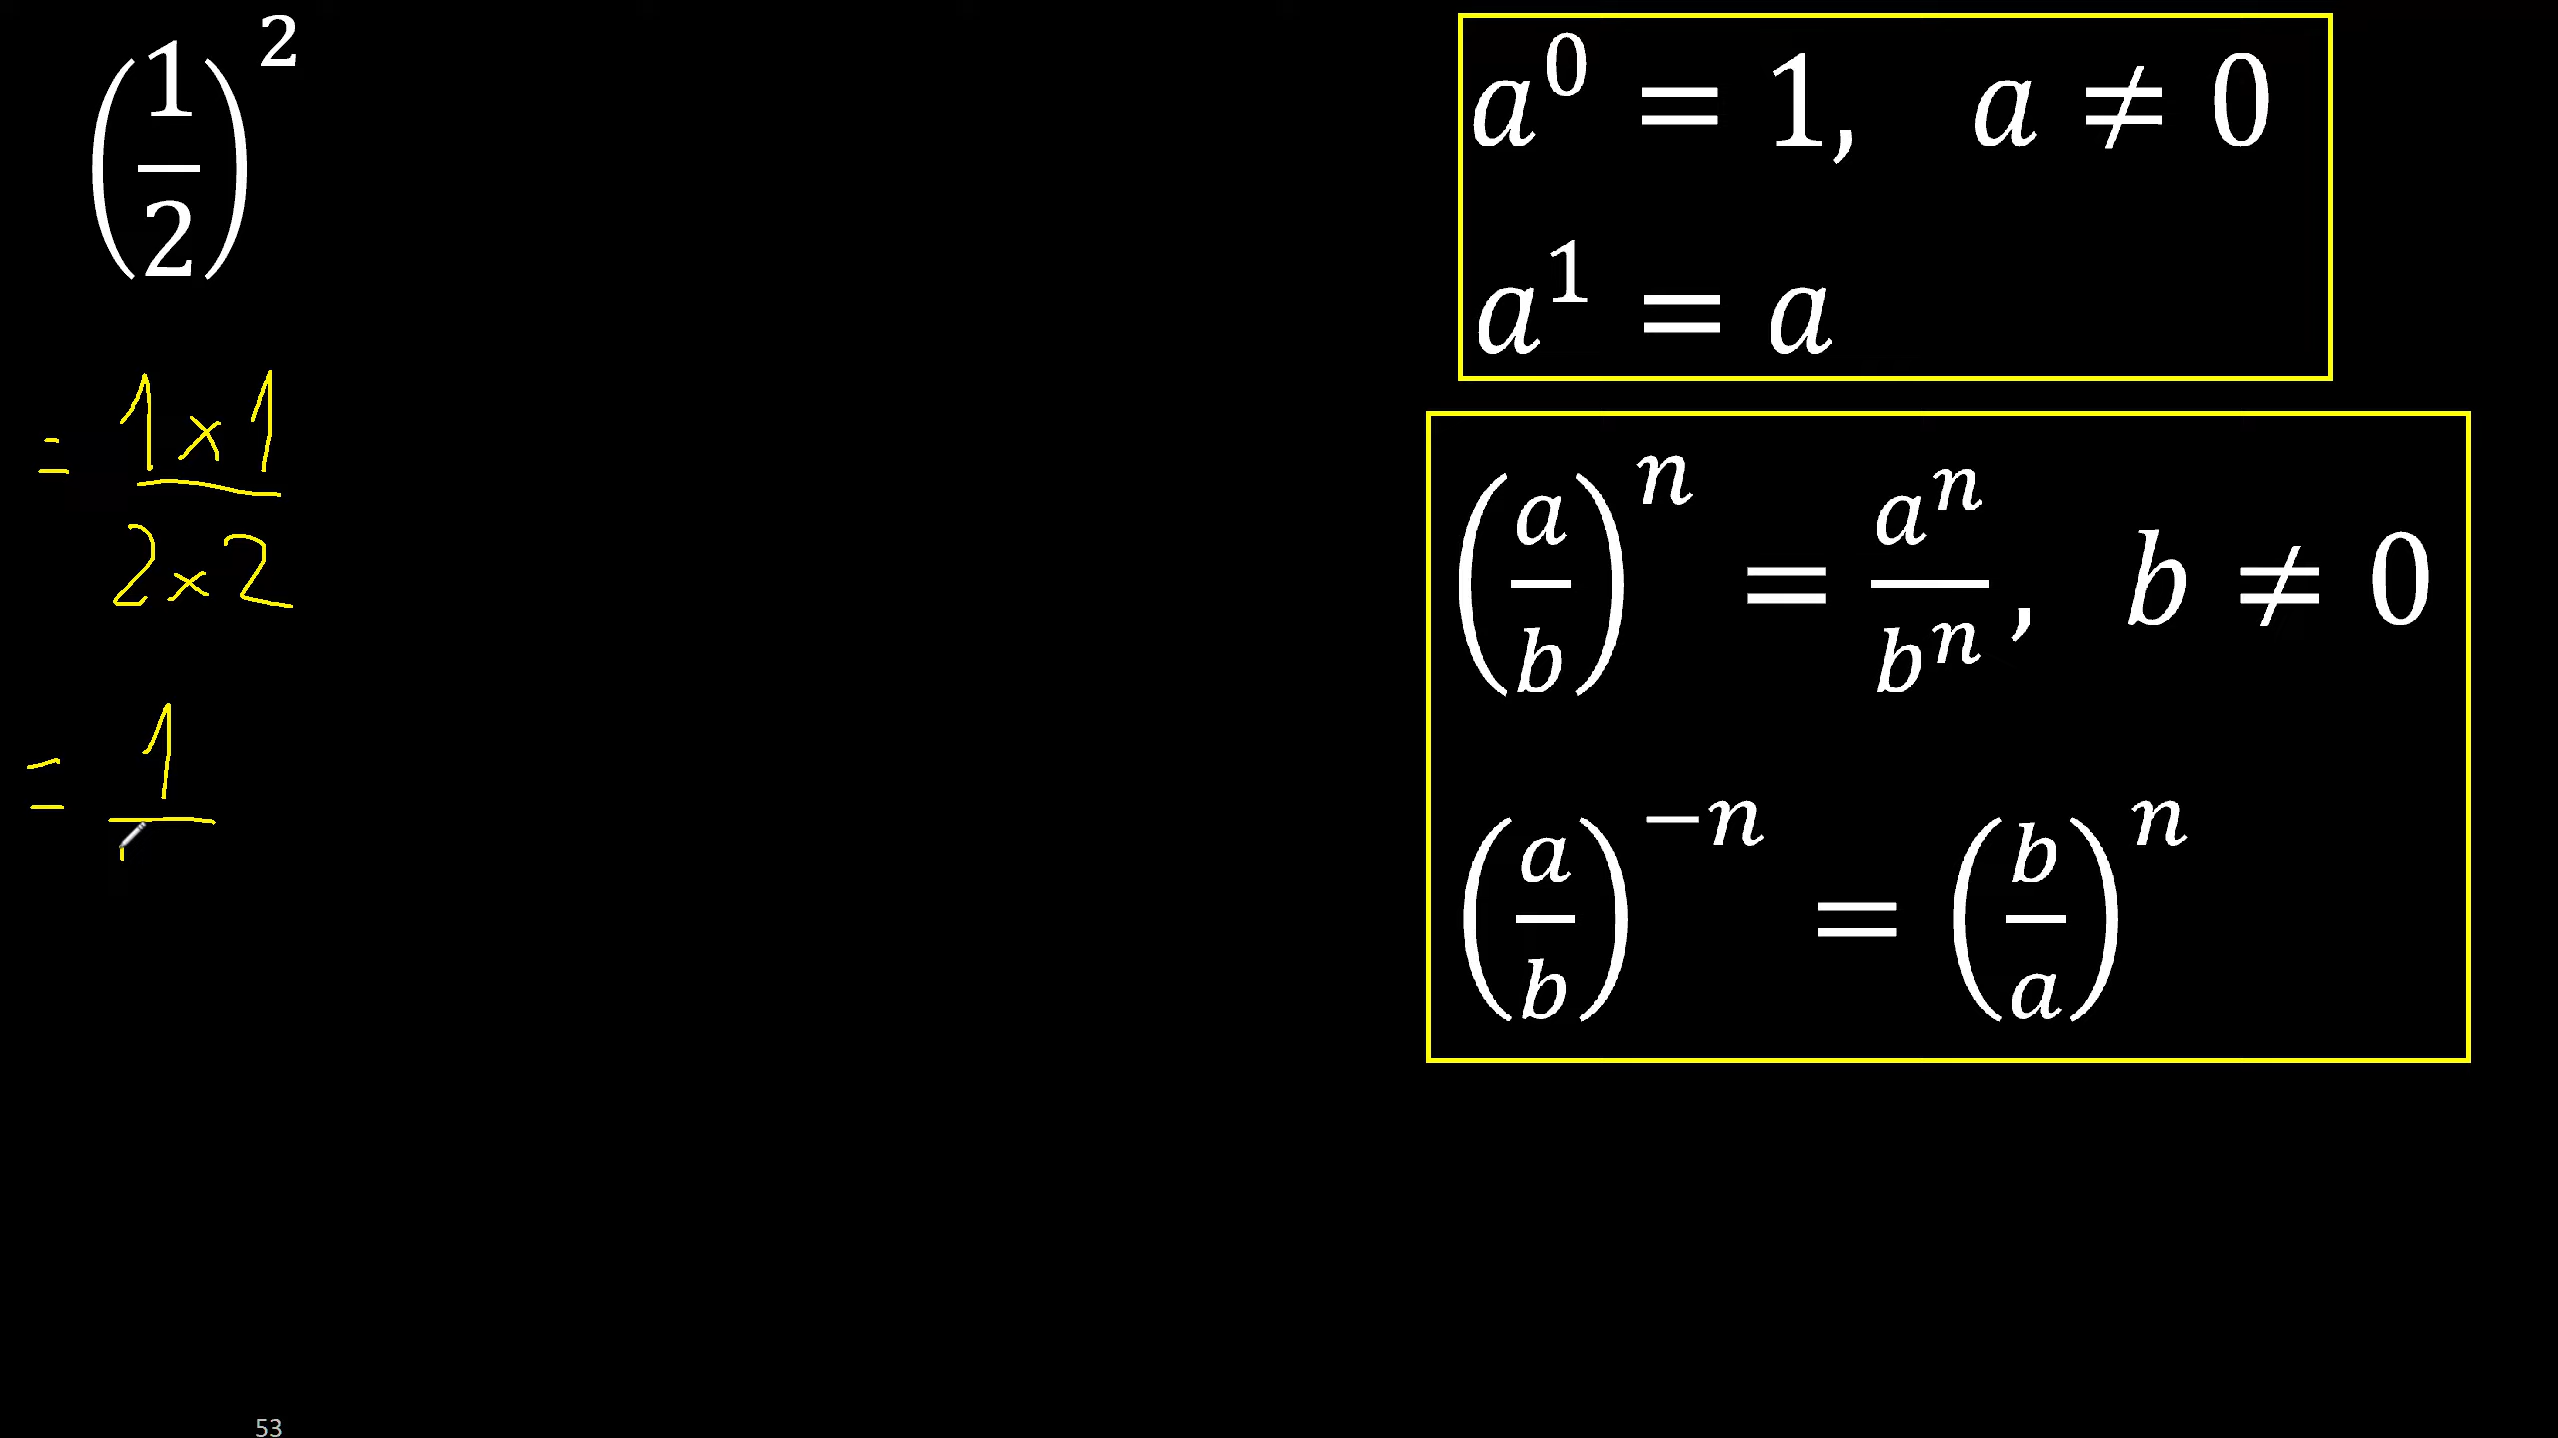 (1/2)^2
= 1×1 / 2×2
= 1/
a^0 = 1, a ≠ 0
a^1 = a
(a/b)^n = a^n/b^n, b ≠ 0
(a/b)^−n = (b/a)^n
53